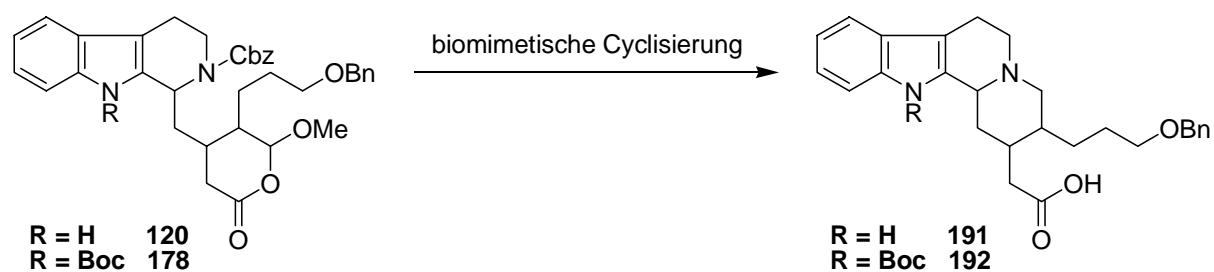 biomimetische Cyclisierung
Cbz
N
OBn
N
R
OMe
O
O
N
N
R
OBn
OH
O
R = H 120
R = Boc 178
R = H 191
R = Boc 192